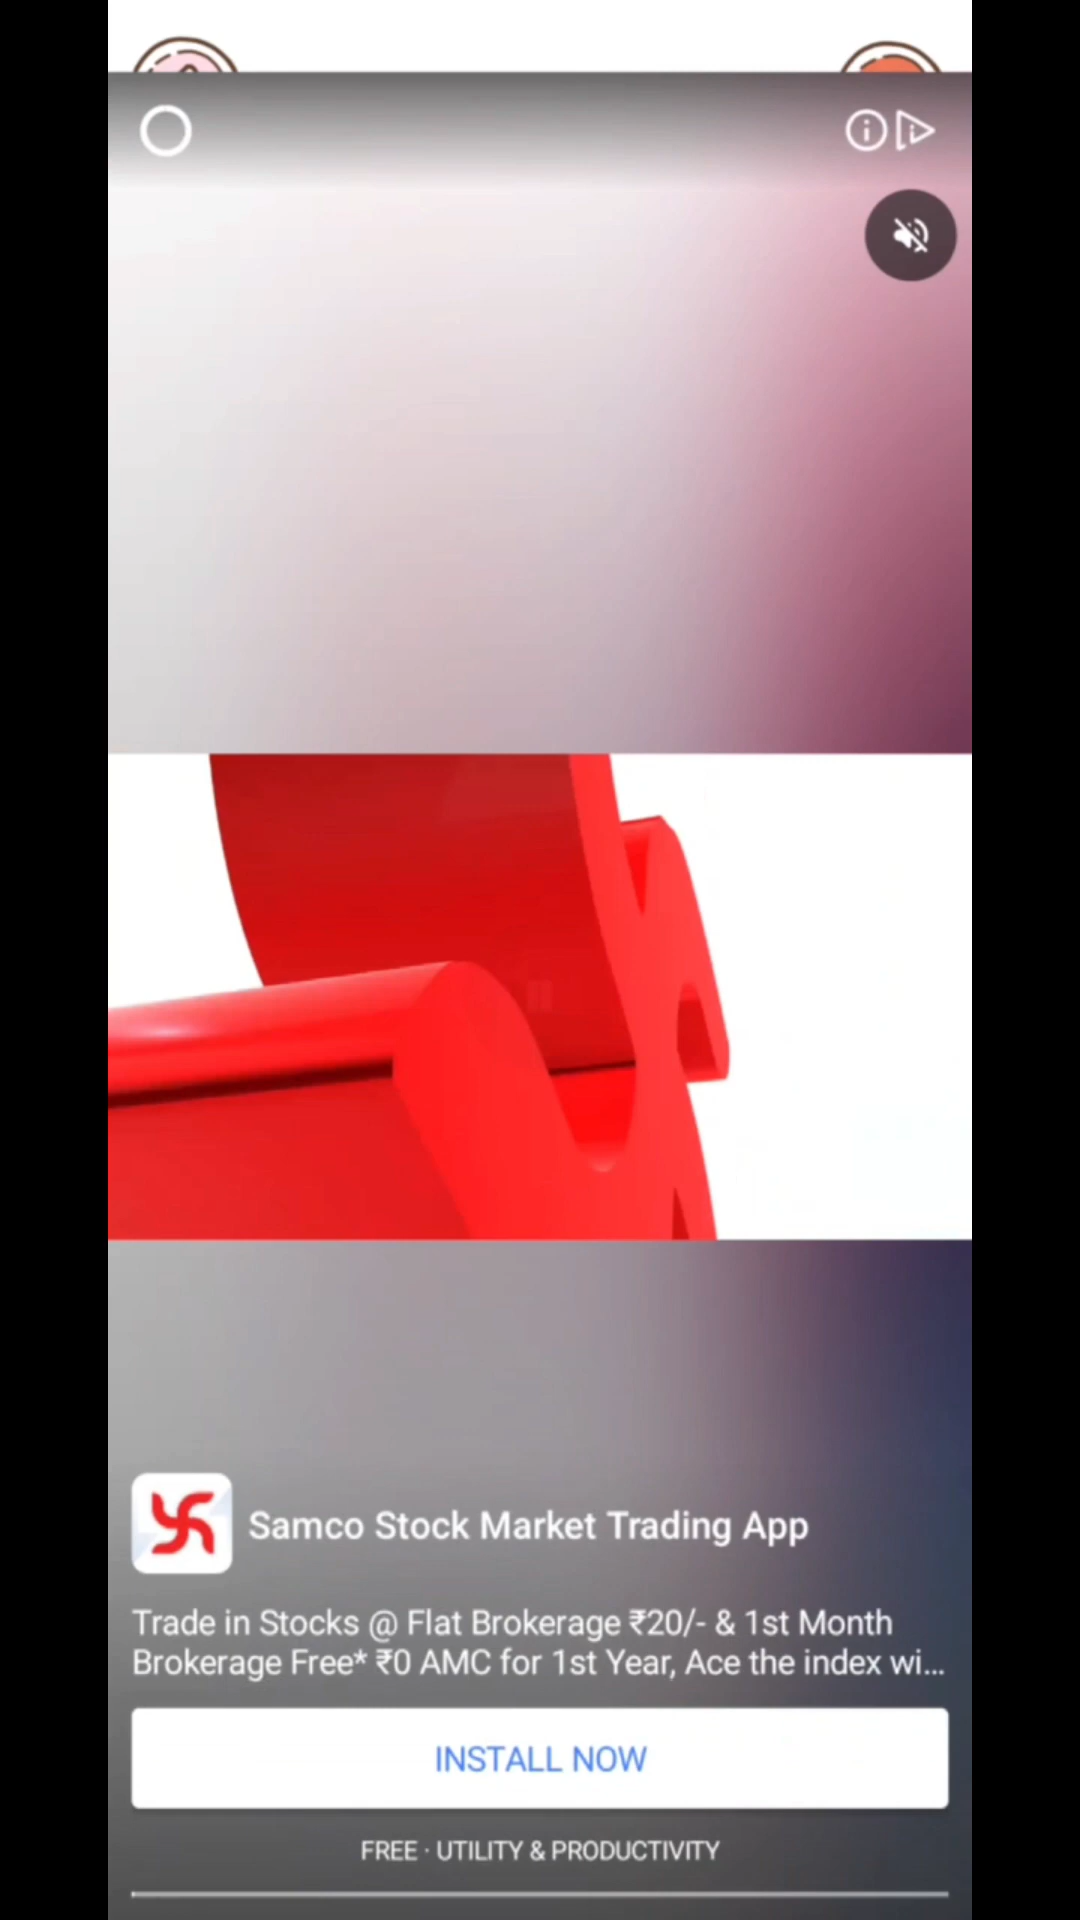 Samco Stock Market Trading App
Trade in Stocks @ Flat Brokerage ₹20/- & 1st Month
Brokerage Free* ₹0 AMC for 1st Year, Ace the index wi...
INSTALL NOW
FREE · UTILITY & PRODUCTIVITY